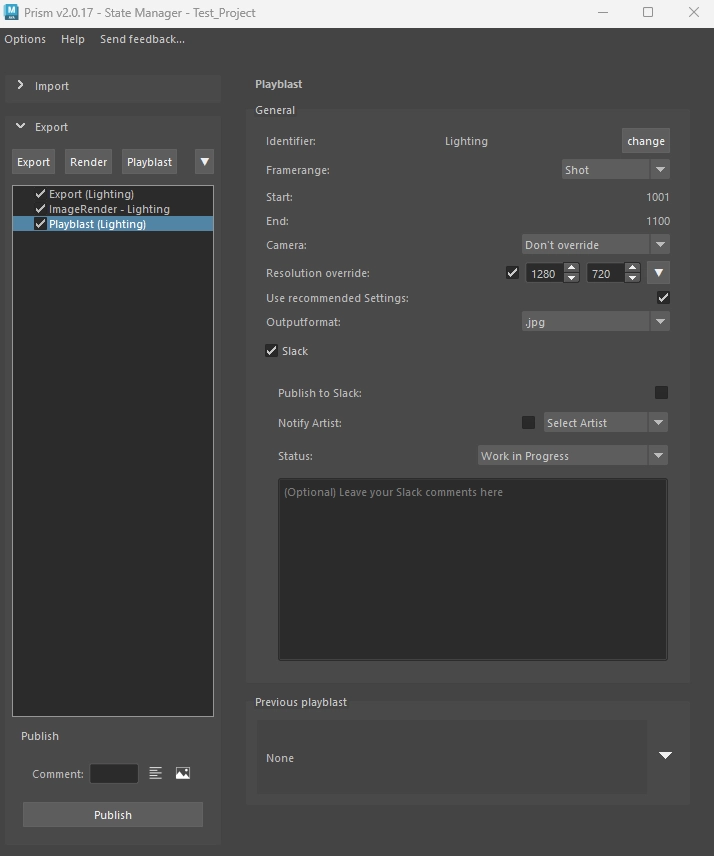 Prism v2.0.17 - State Manager - Test_Project
Options Help Send feedback...
Import
Export
Export Render Playblast
Export (Lighting)
ImageRender - Lighting
Playblast (Lighting)
Publish
Comment:
Publish
Playblast
General
Identifier: Lighting change
Framerange: Shot
Start: 1001
End: 1100
Camera: Don't override
Resolution override: 1280 720
Use recommended Settings:
Outputformat: .jpg
Slack
Publish to Slack:
Notify Artist: Select Artist
Status: Work in Progress
(Optional) Leave your Slack comments here
Previous playblast
None